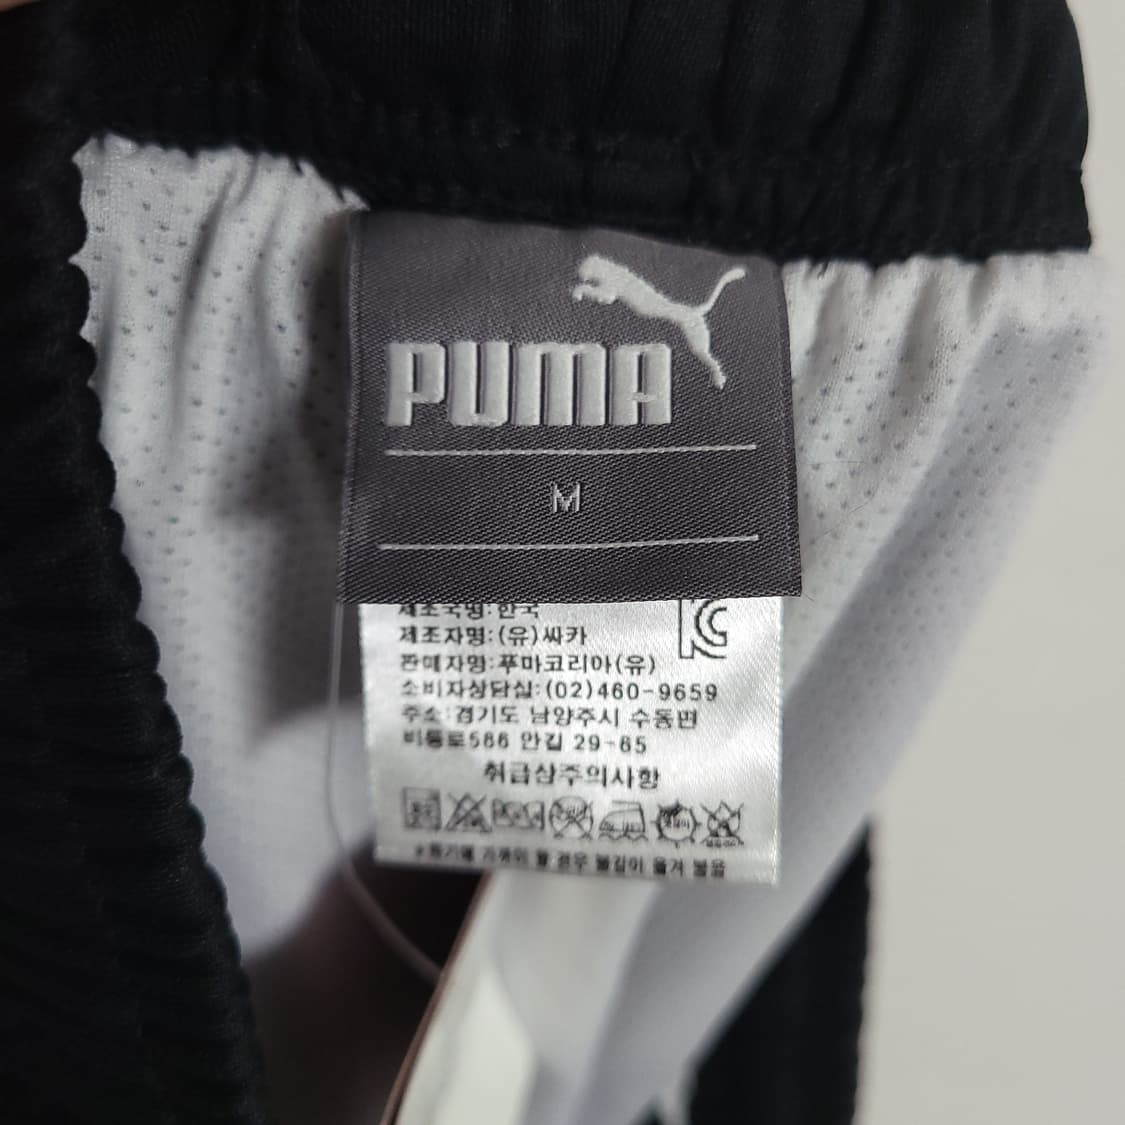 PUMA
M
제조국명:한국
제조자명:(유)싸카
판매자명:푸마코리아(유)
소비자상담실:(02)460-9659
주소:경기도 남양주시 수동면
비룡로586 안길 29-65
취급상주의사항